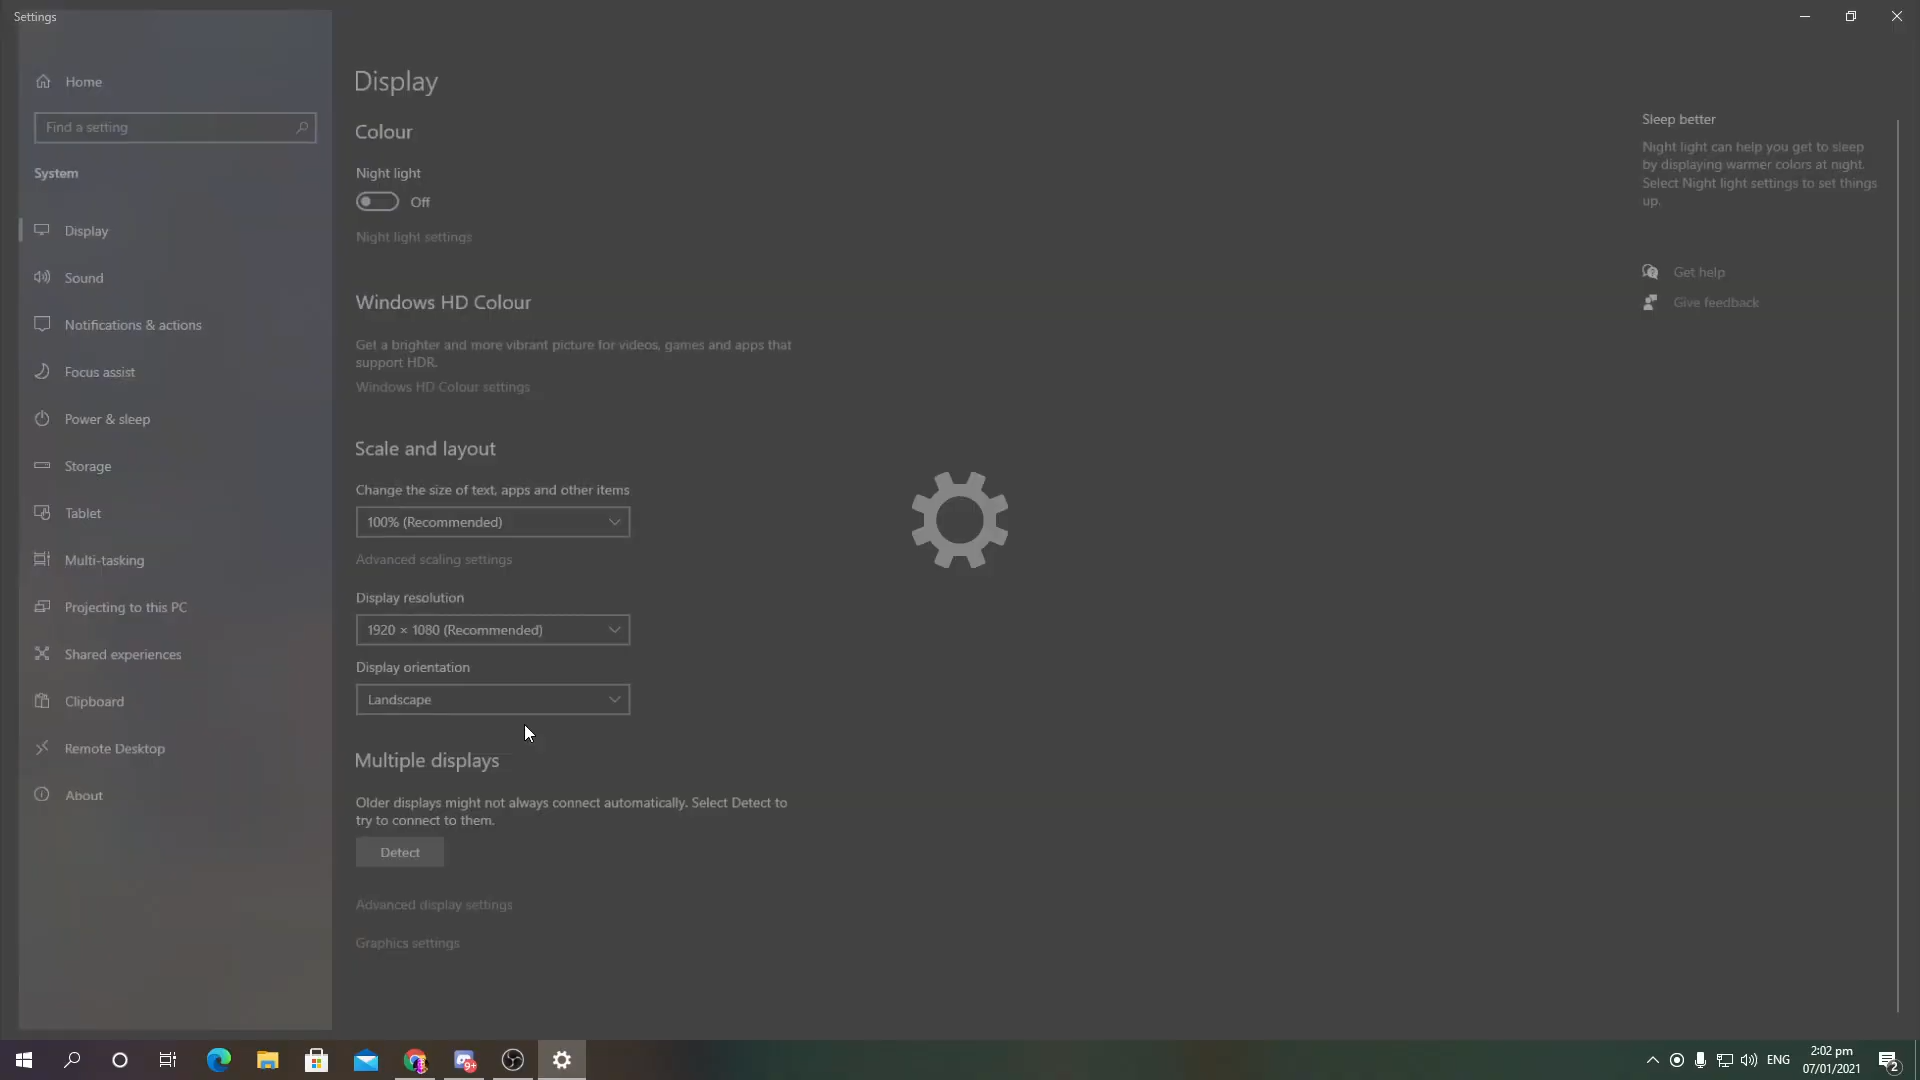 Settings
Home
Find a setting
System
Display
Sound
Notifications & actions
Focus assist
Power & sleep
Storage
Tablet
Multi-tasking
Projecting to this PC
Shared experiences
Clipboard
Remote Desktop
About
Display
Colour
Night light
Off
Night light settings
Windows HD Colour
Get a brighter and more vibrant picture for videos, games and apps that
support HDR.
Windows HD Colour settings
Scale and layout
Change the size of text, apps and other items
100% (Recommended)
Advanced scaling settings
Display resolution
1920 × 1080 (Recommended)
Display orientation
Landscape
Multiple displays
Older displays might not always connect automatically. Select Detect to
try to connect to them.
Detect
Advanced display settings
Graphics settings
Sleep better
Night light can help you get to sleep
by displaying warmer colors at night.
Select Night light settings to set things
up.
Get help
Give feedback
9+
ENG
2:02 pm
07/01/2021
2